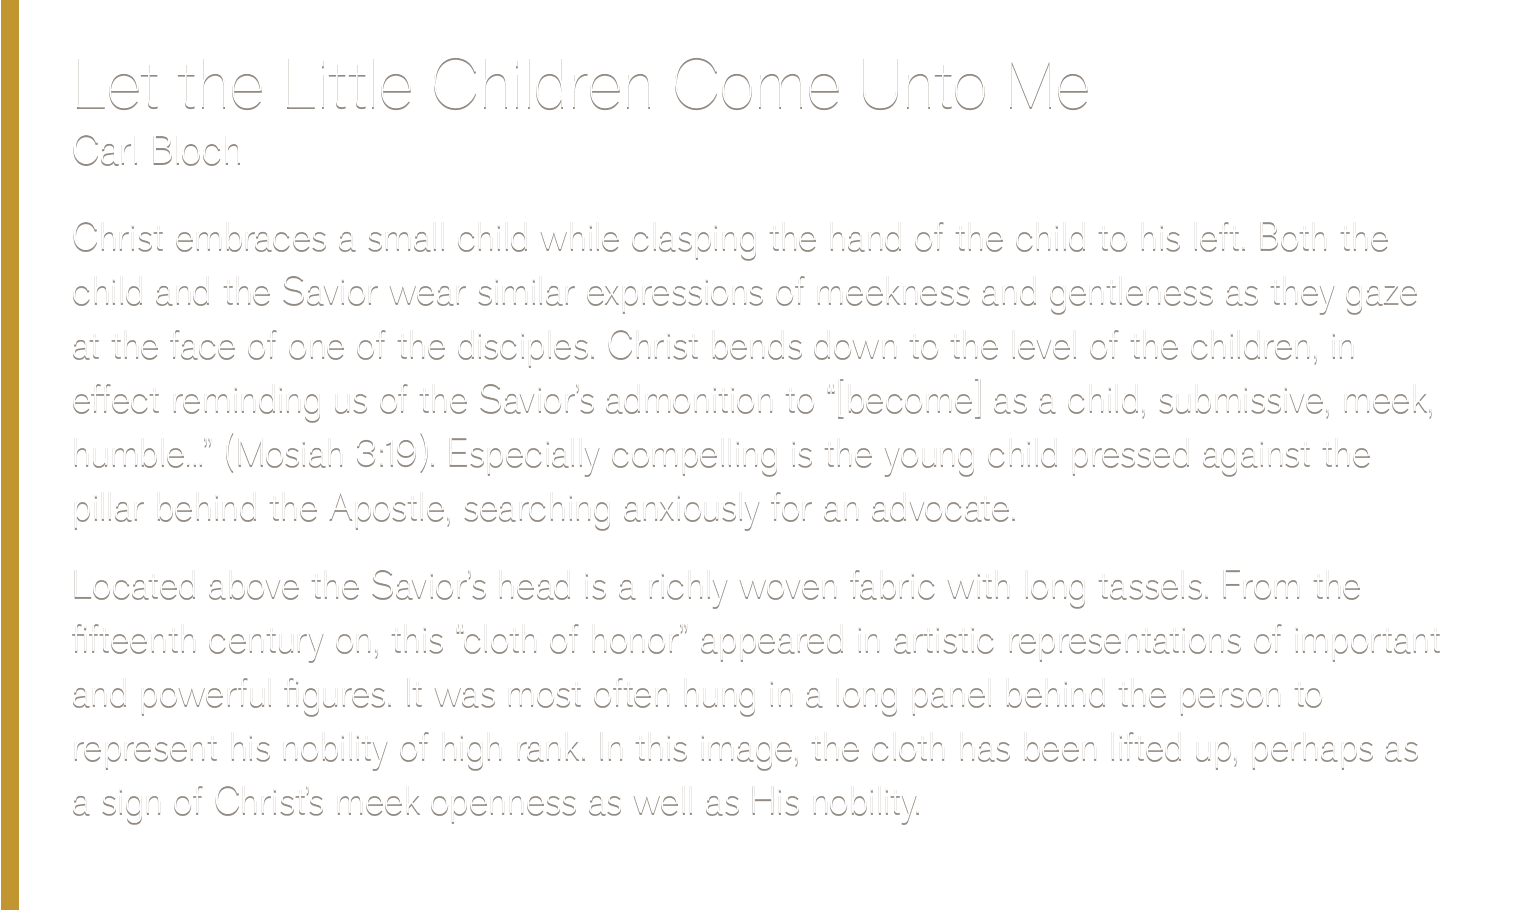 Let the Little Children Come Unto Me
Carl Bloch
Christ embraces a small child while clasping the hand of the child to his left. Both the
child and the Savior wear similar expressions of meekness and gentleness as they gaze
at the face of one of the disciples. Christ bends down to the level of the children, in
effect reminding us of the Savior’s admonition to “[become] as a child, submissive, meek,
humble...” (Mosiah 3:19). Especially compelling is the young child pressed against the
pillar behind the Apostle, searching anxiously for an advocate.
Located above the Savior’s head is a richly woven fabric with long tassels. From the
fifteenth century on, this “cloth of honor” appeared in artistic representations of important
and powerful figures. It was most often hung in a long panel behind the person to
represent his nobility of high rank. In this image, the cloth has been lifted up, perhaps as
a sign of Christ’s meek openness as well as His nobility.